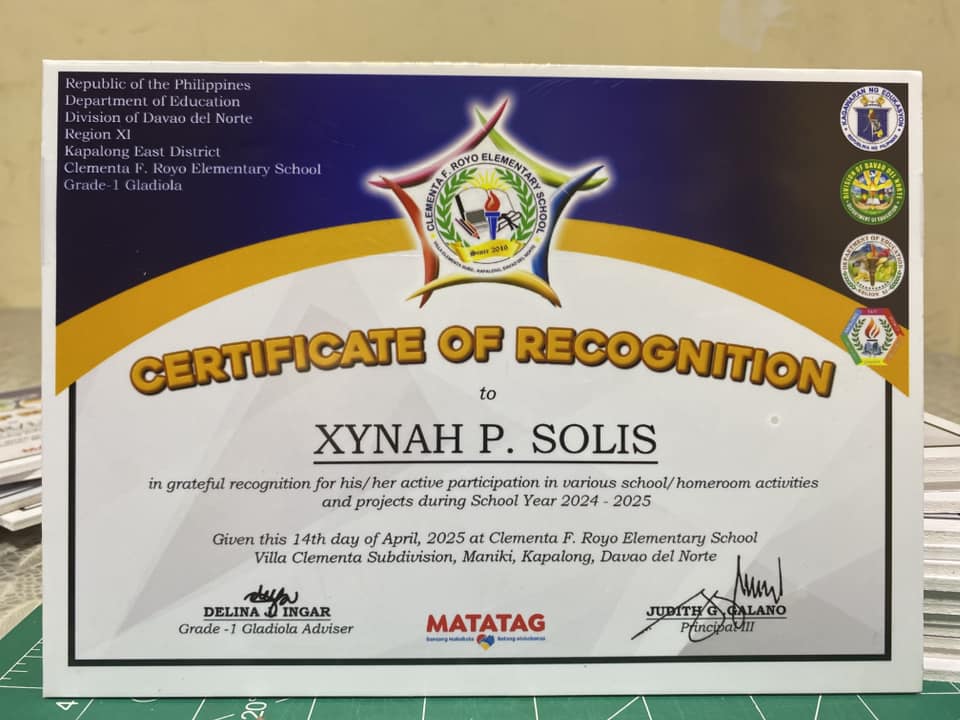 Republic of the Philippines
Department of Education
Division of Davao del Norte
Region XI
Kapalong East District
Clementa F. Royo Elementary School
Grade-1 Gladiola
CLEMENTA F. ROYO ELEMENTARY SCHOOL
Since 2010
VILLA CLEMENTA SUBD., KAPALONG, DAVAO DEL NORTE
KAGAWARAN NG EDUKASYON
REPUBLIKA NG PILIPINAS
DIVISION OF DAVAO DEL NORTE
DEPARTMENT OF EDUCATION
DEPARTMENT OF EDUCATION
REGION XI
CERTIFICATE OF RECOGNITION
to
XYNAH P. SOLIS
in grateful recognition for his/her active participation in various school/homeroom activities
and projects during School Year 2024 - 2025
Given this 14th day of April, 2025 at Clementa F. Royo Elementary School
Villa Clementa Subdivision, Maniki, Kapalong, Davao del Norte
DELINA J. INGAR
Grade -1 Gladiola Adviser
MATATAG
Bansang Makabata Batang Makabansa
JUDITH G. GALANO
Principal III
20